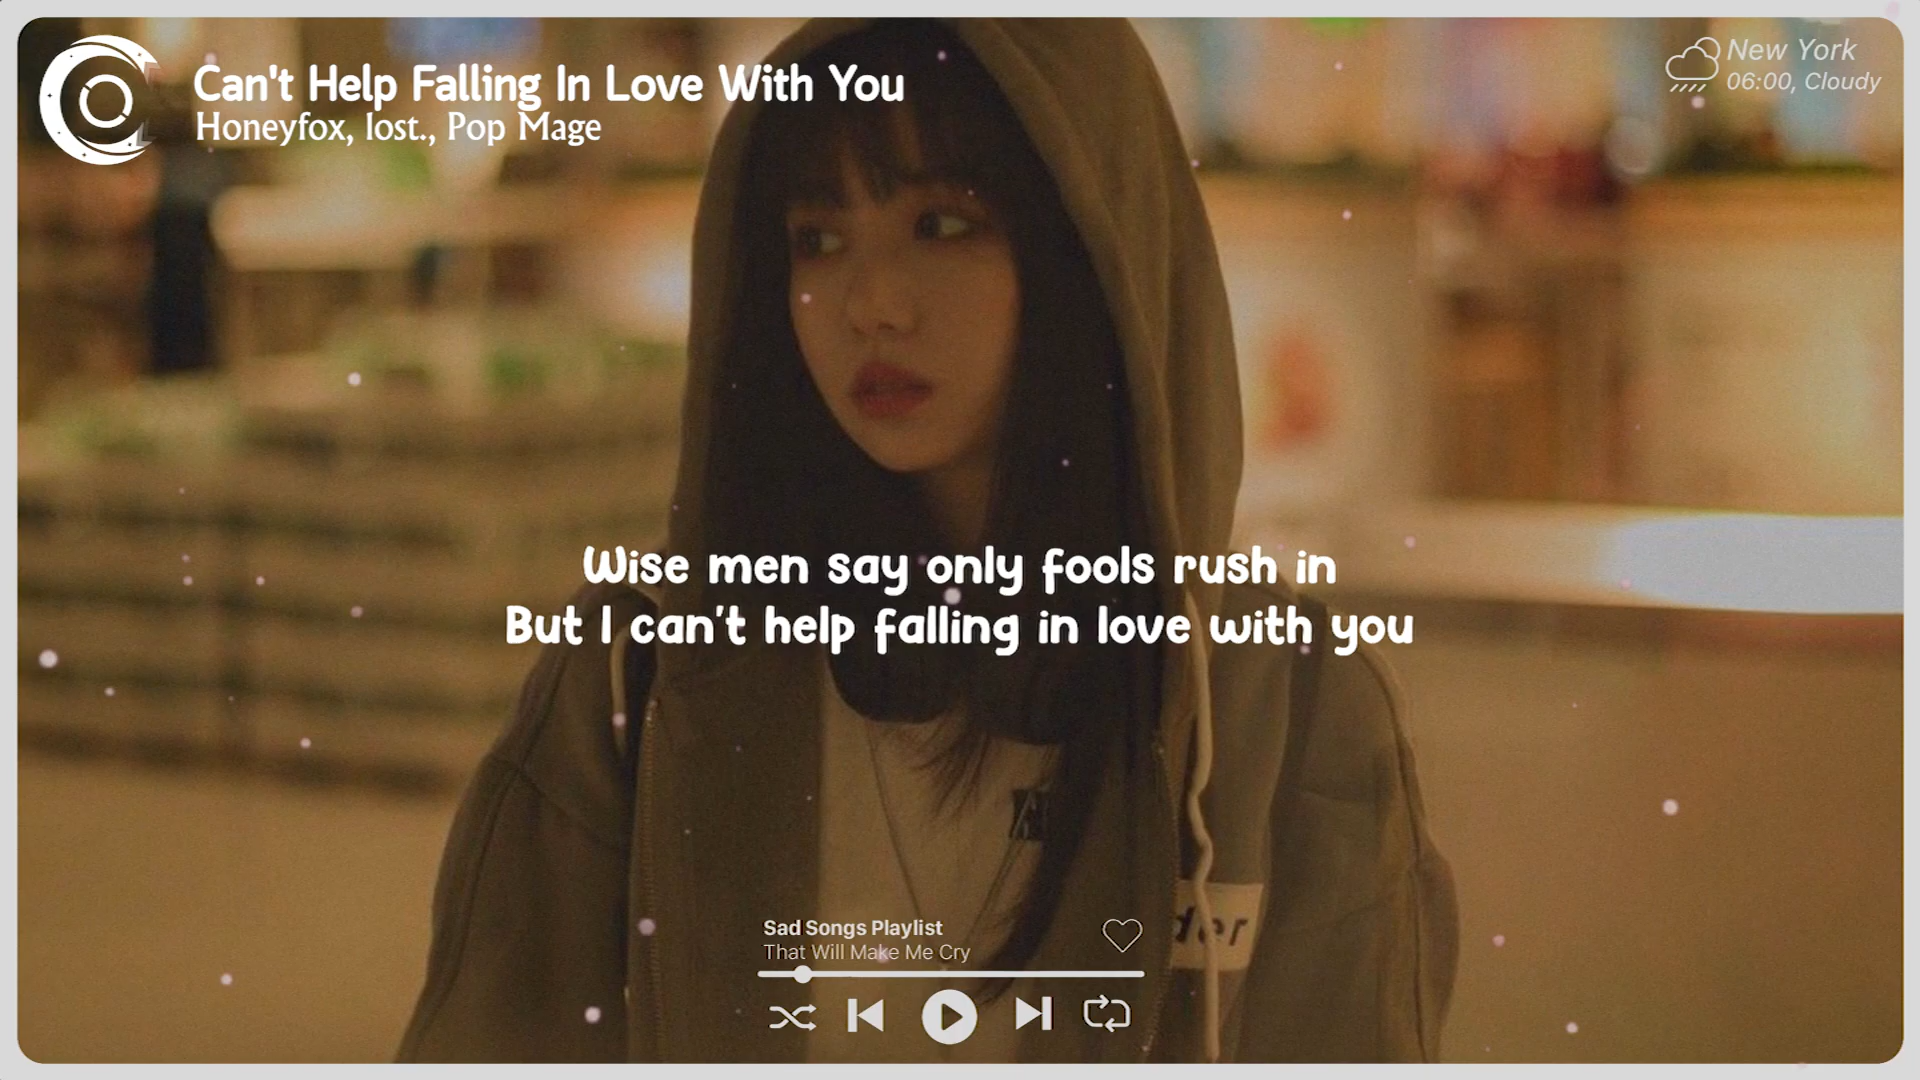 Can't Help Falling In Love With You
Honeyfox, lost., Pop Mage
New York
06:00, Cloudy
Wise men say only fools rush in
But I can't help falling in love with you
der
Sad Songs Playlist
That Will Make Me Cry